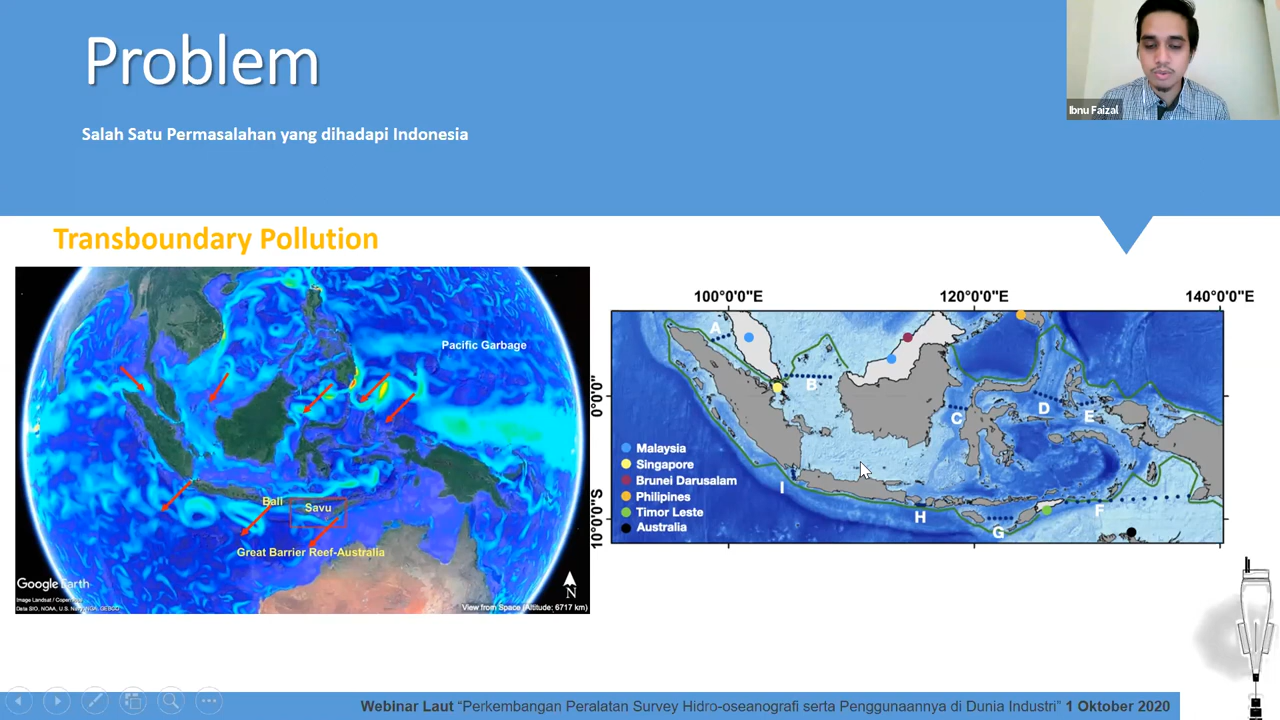 Problem
Salah Satu Permasalahan yang dihadapi Indonesia
Ibnu Faizal
Transboundary Pollution
Pacific Garbage
Bali
Savu
Great Barrier Reef-Australia
Google Earth
Image Landsat / Copernicus
Data SIO, NOAA, U.S. Navy, NGA, GEBCO
N
View from Space (Altitude: 6717 km)
100°0'0"E 120°0'0"E 140°0'0"E
0°0'0"
10°0'0"S
A
B
C
D
E
F
G
H
I
Malaysia
Singapore
Brunei Darusalam
Philipines
Timor Leste
Australia
Webinar Laut “Perkembangan Peralatan Survey Hidro-oseanografi serta Penggunaannya di Dunia Industri” 1 Oktober 2020